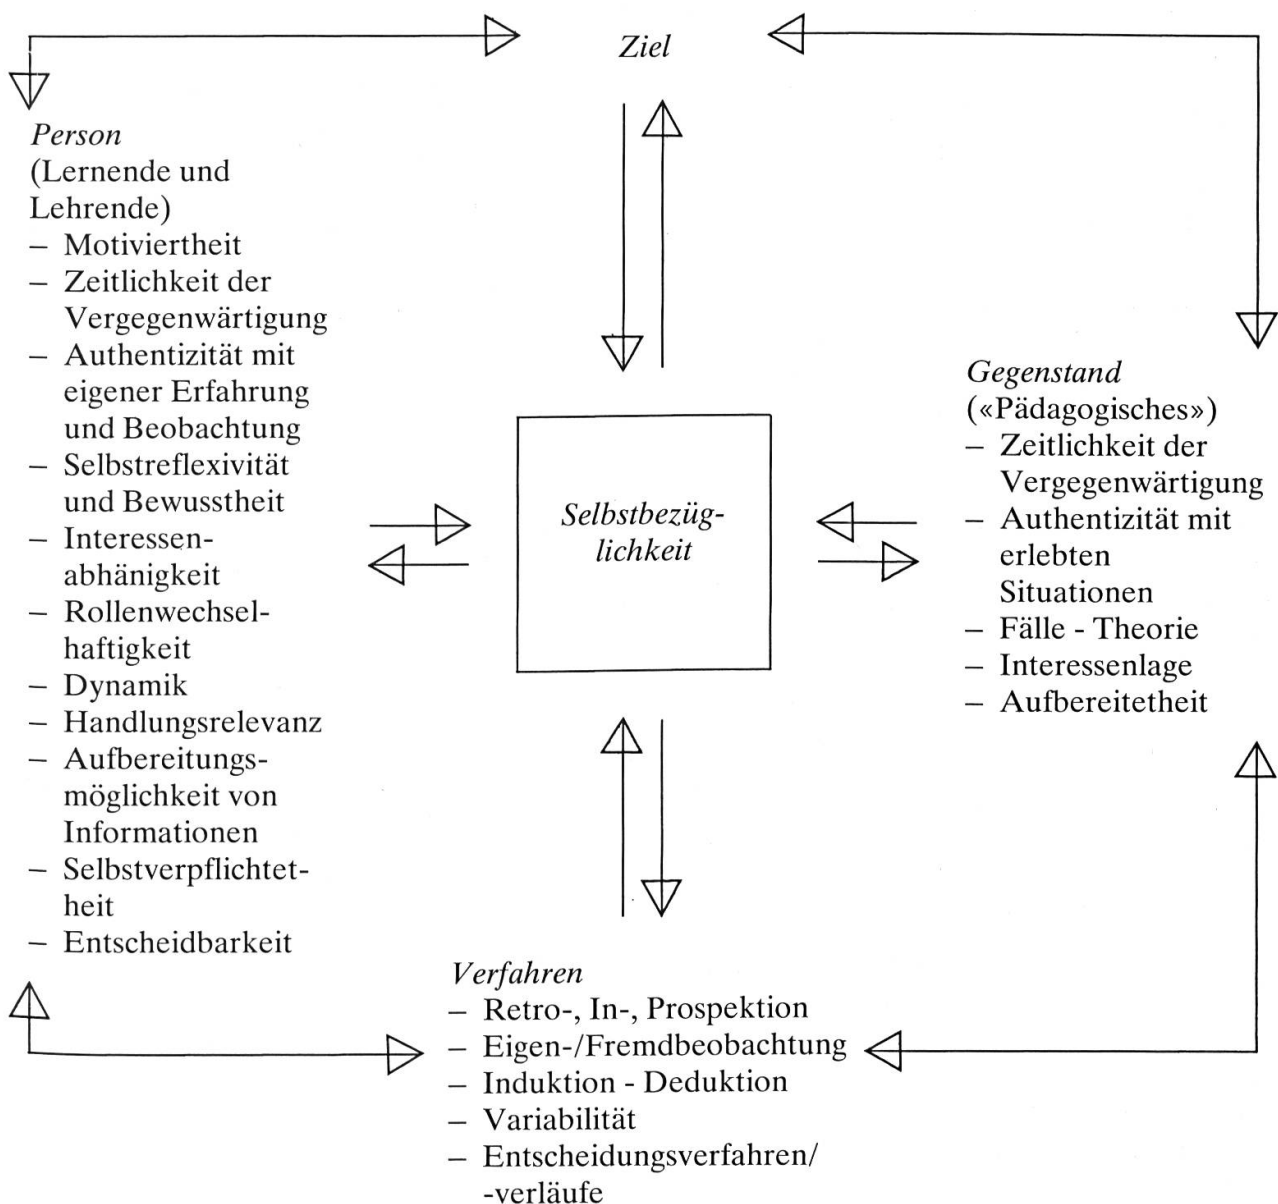 Ziel
Person
(Lernende und
Lehrende)
– Motiviertheit
– Zeitlichkeit der
Vergegenwärtigung
– Authentizität mit
eigener Erfahrung
und Beobachtung
– Selbstreflexivität
und Bewusstheit
– Interessen-
abhänigkeit
– Rollenwechsel-
haftigkeit
– Dynamik
– Handlungsrelevanz
– Aufbereitungs-
möglichkeit von
Informationen
– Selbstverpflichtet-
heit
– Entscheidbarkeit
Selbstbezüg-
lichkeit
Gegenstand
(«Pädagogisches»)
– Zeitlichkeit der
Vergegenwärtigung
– Authentizität mit
erlebten
Situationen
– Fälle - Theorie
– Interessenlage
– Aufbereitetheit
Verfahren
– Retro-, In-, Prospektion
– Eigen-/Fremdbeobachtung
– Induktion - Deduktion
– Variabilität
– Entscheidungsverfahren/
-verläufe